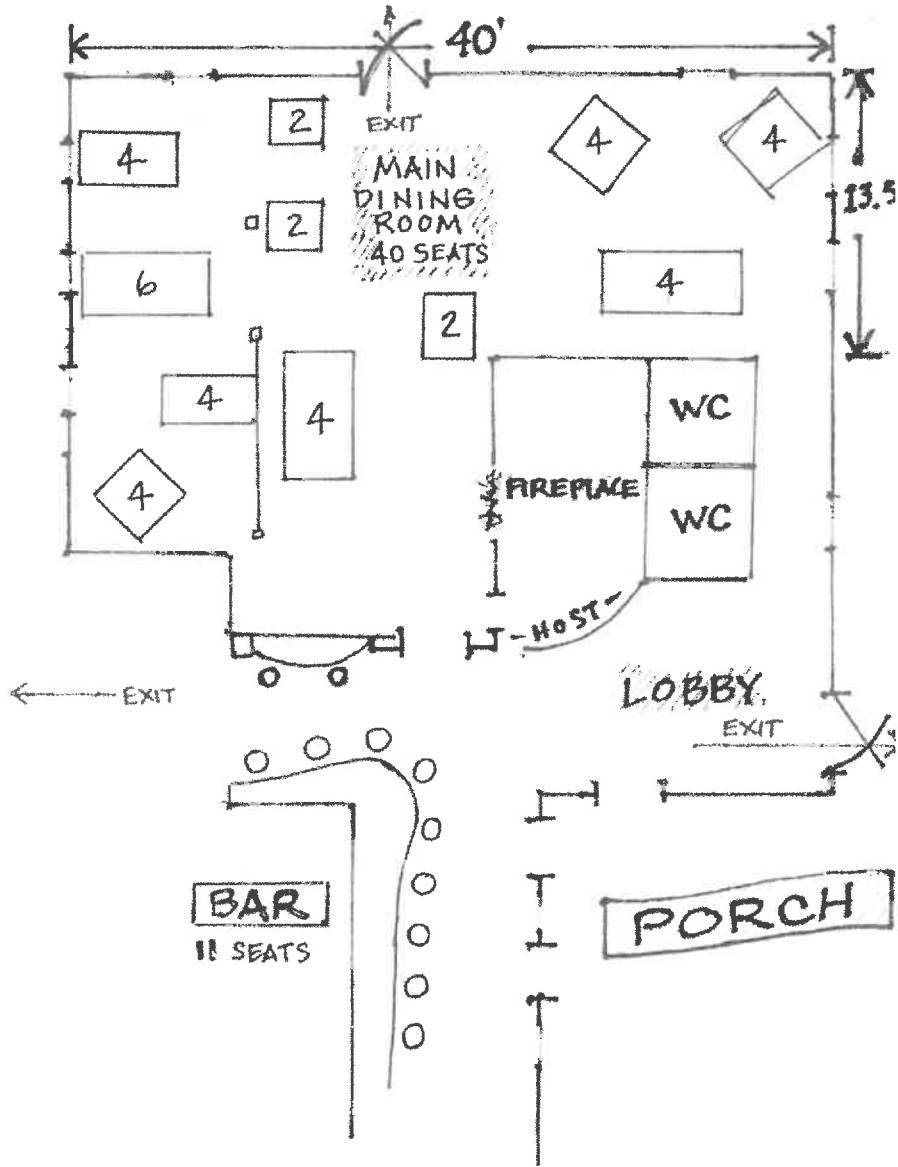 40'
EXIT
2
4
4
4
13.5
MAIN
DINING
ROOM
40 SEATS
2
6
4
2
4
4
WC
4
FIREPLACE
WC
-HOST-
LOBBY
EXIT
EXIT
BAR
11 SEATS
PORCH